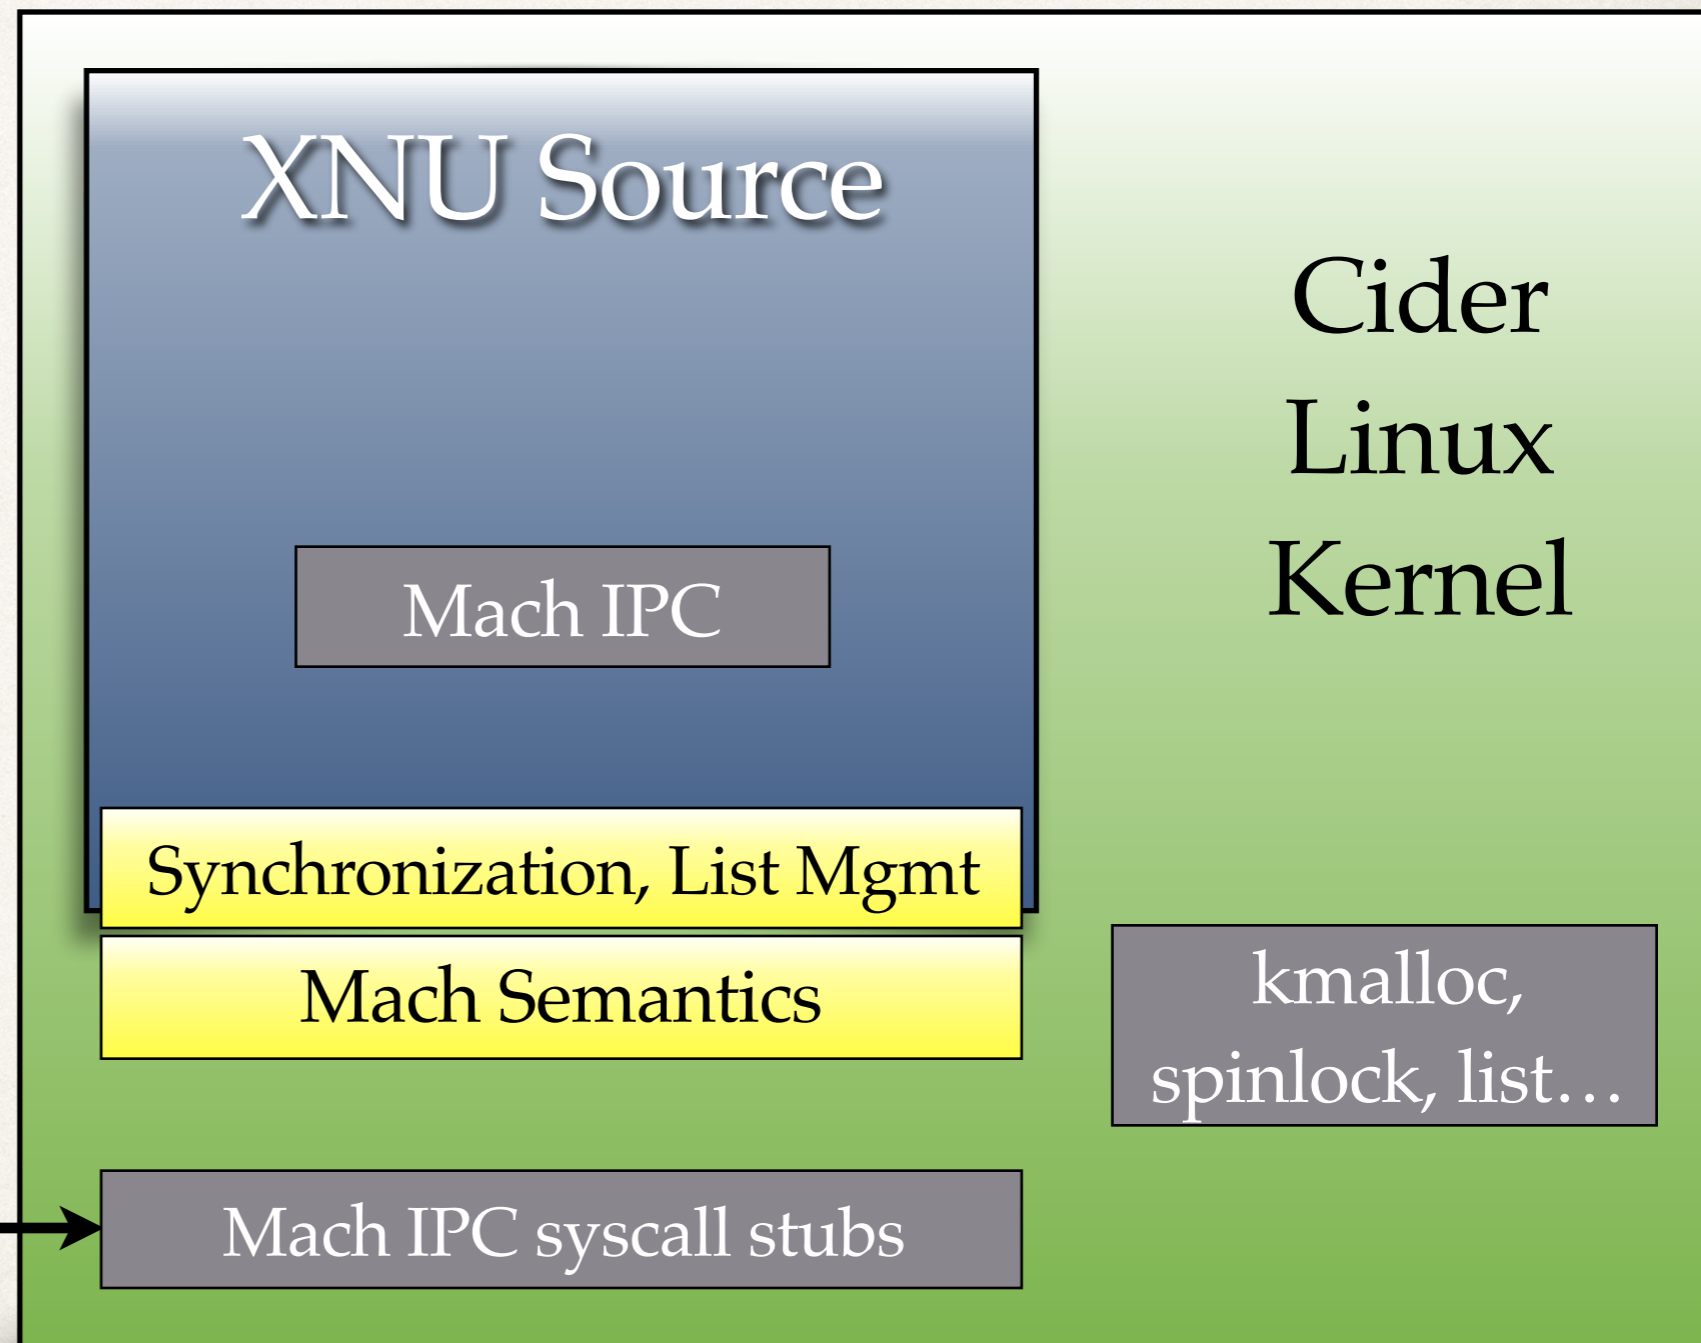 XNU Source
Cider
Linux
Kernel
Mach IPC
Synchronization, List Mgmt
Mach Semantics
kmalloc,
spinlock, list…
Mach IPC syscall stubs